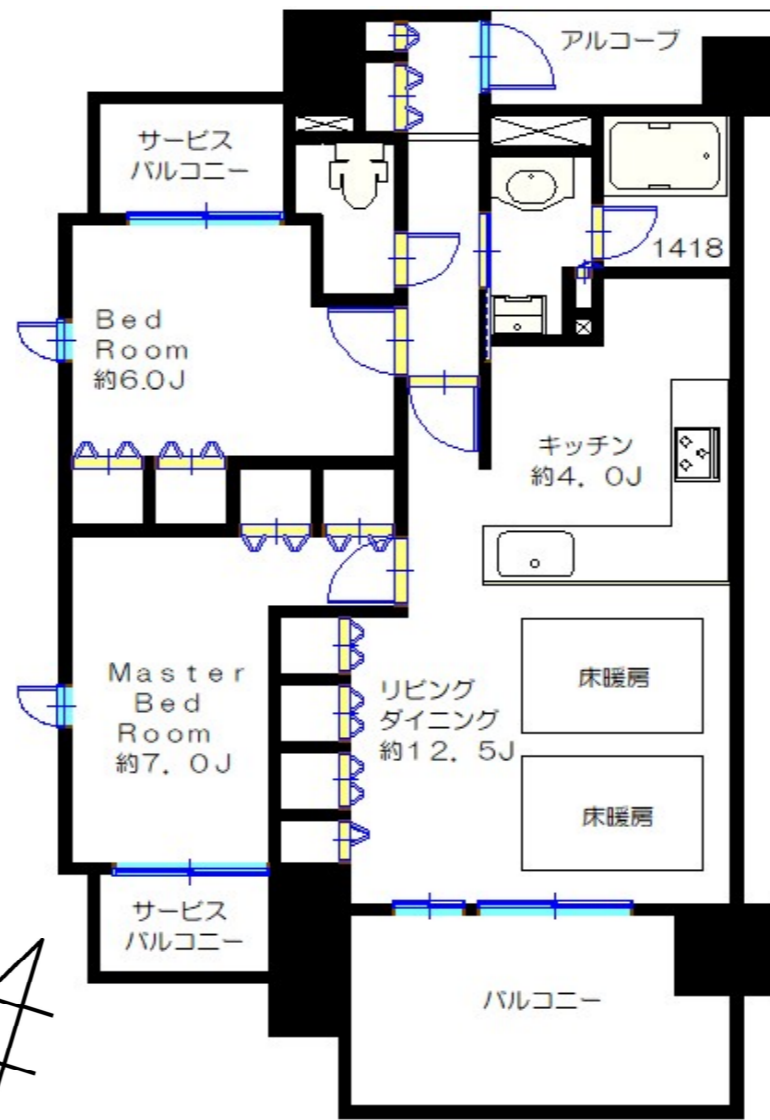 アルコーブ
サービス
バルコニー
1418
Bed
Room
約6.0J
キッチン
約4．0J
Master
Bed
Room
約7．0J
リビング
ダイニング
約12．5J
床暖房
床暖房
サービス
バルコニー
バルコニー